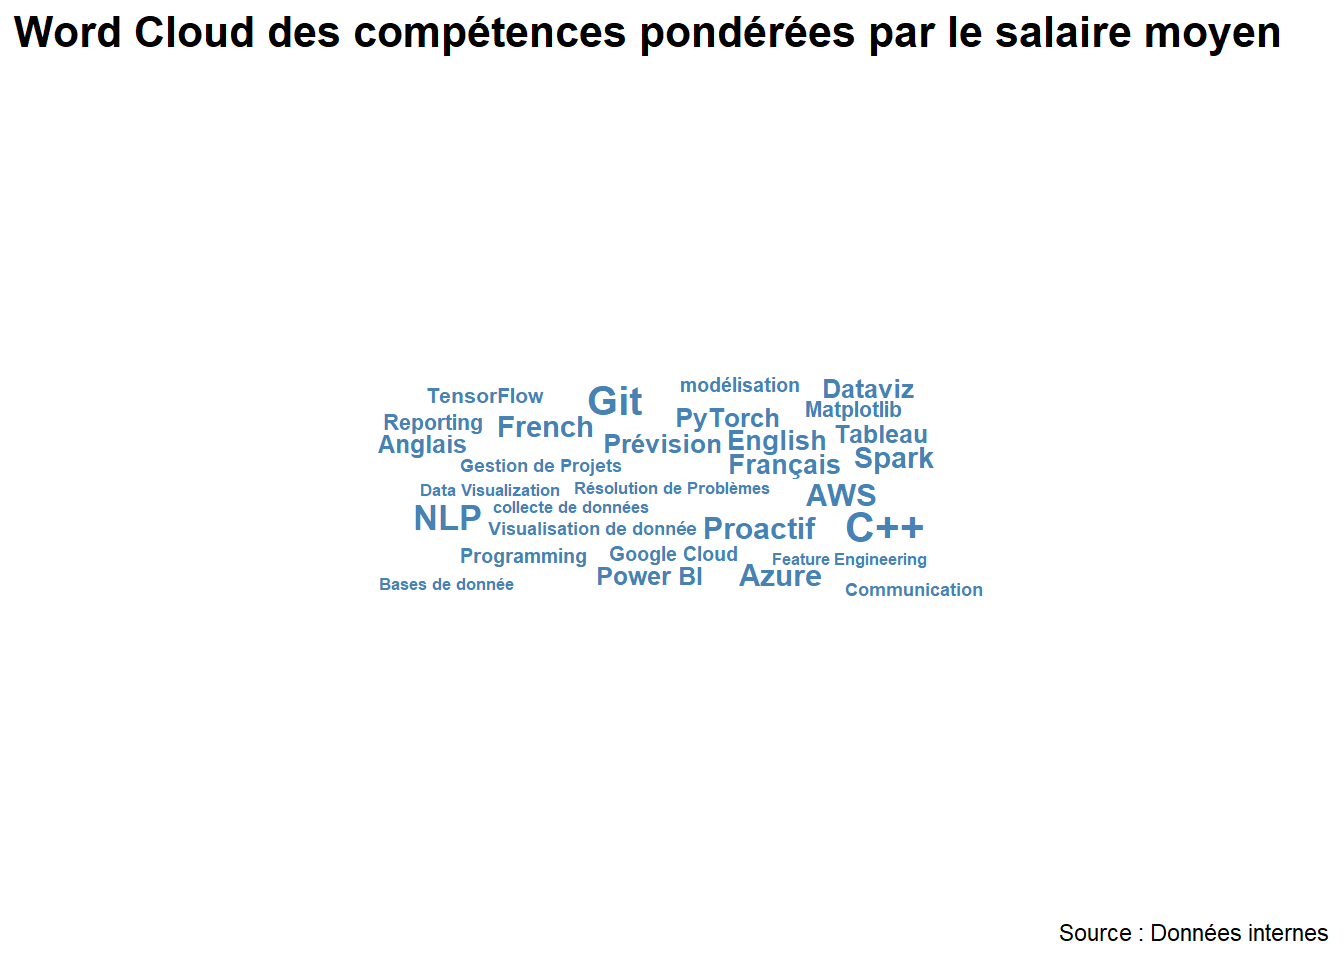 Word Cloud des compétences pondérées par le salaire moyen
modélisation
Dataviz
TensorFlow
Git
Matplotlib
Reporting
French
PyTorch
Anglais
Prévision
English
Tableau
Gestion de Projets
Français
Spark
Data Visualization
Résolution de Problèmes
AWS
collecte de données
NLP
Visualisation de donnée
Proactif
C++
Programming
Google Cloud
Feature Engineering
Power BI
Azure
Bases de donnée
Communication
Source : Données internes